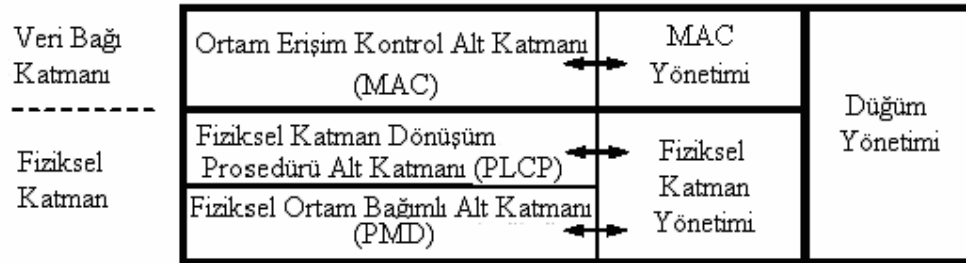 Veri Bağı
Katmanı
Fiziksel
Katman
Ortam Erişim Kontrol Alt Katmanı
(MAC)
MAC
Yönetimi
Fiziksel Katman Dönüşüm
Prosedürü Alt Katmanı (PLCP)
Fiziksel Ortam Bağımlı Alt Katmanı
(PMD)
Fiziksel
Katman
Yönetimi
Düğüm
Yönetimi